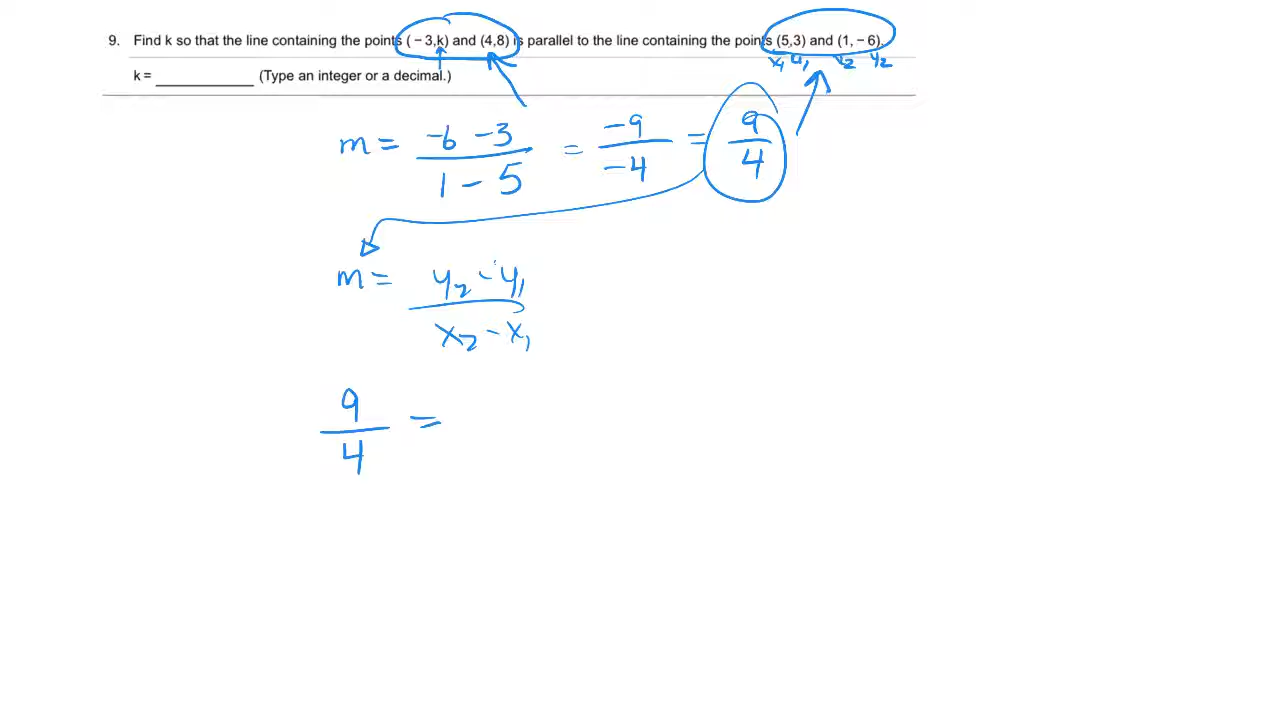 9. Find k so that the line containing the points (−3,k) and (4,8) is parallel to the line containing the points (5,3) and (1,−6).
x1 y1 x2 y2
k = __________ (Type an integer or a decimal.)
m = (-6 - 3)/(1 - 5) = -9/-4 = 9/4
m = (y2 - y1)/(x2 - x1)
9/4 =